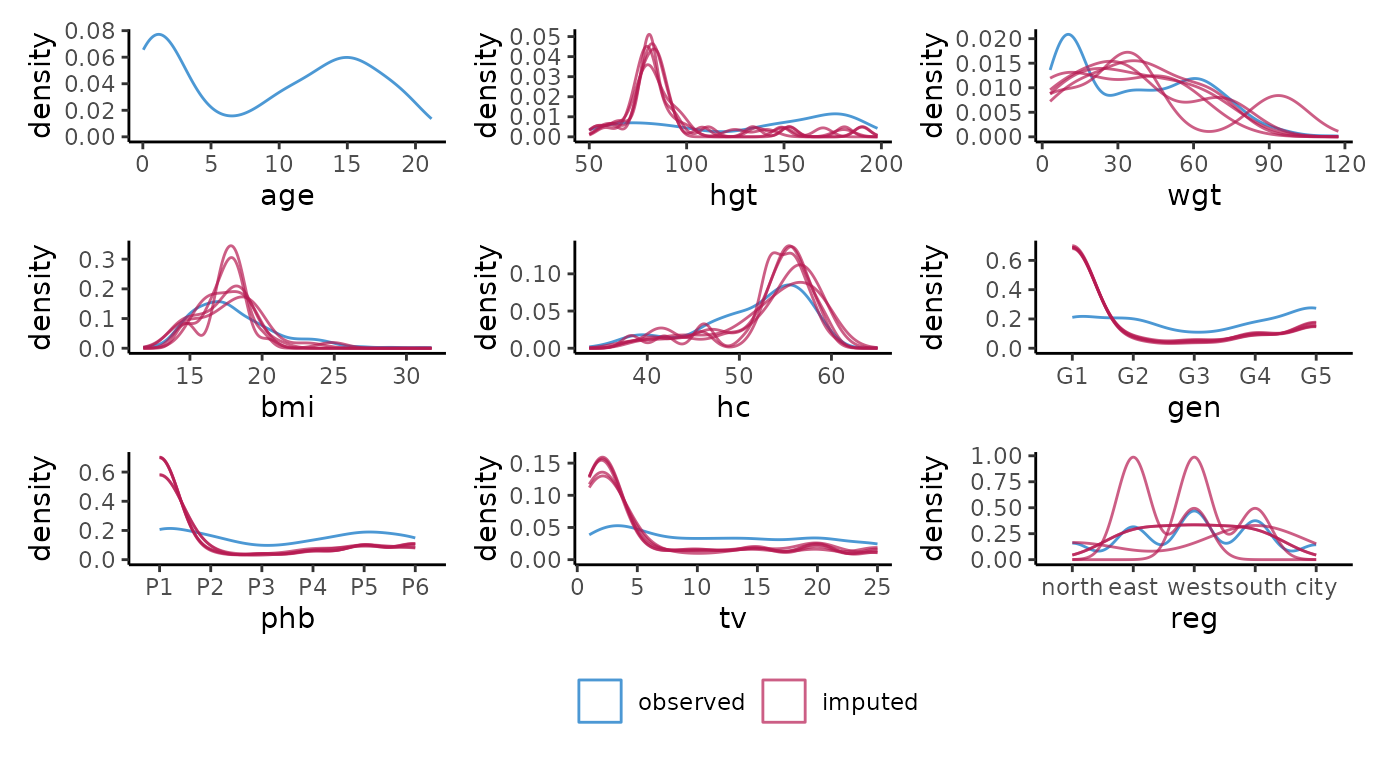 density
0.08
0.06
0.04
0.02
0.00
0 5 10 15 20
age
density
0.05
0.04
0.03
0.02
0.01
0.00
50 100 150 200
hgt
density
0.020
0.015
0.010
0.005
0.000
0 30 60 90 120
wgt
density
0.3
0.2
0.1
0.0
15 20 25 30
bmi
density
0.10
0.05
0.00
40 50 60
hc
density
0.6
0.4
0.2
0.0
G1 G2 G3 G4 G5
gen
density
0.6
0.4
0.2
0.0
P1 P2 P3 P4 P5 P6
phb
density
0.15
0.10
0.05
0.00
0 5 10 15 20 25
tv
density
1.00
0.75
0.50
0.25
0.00
north east west south city
reg
observed imputed